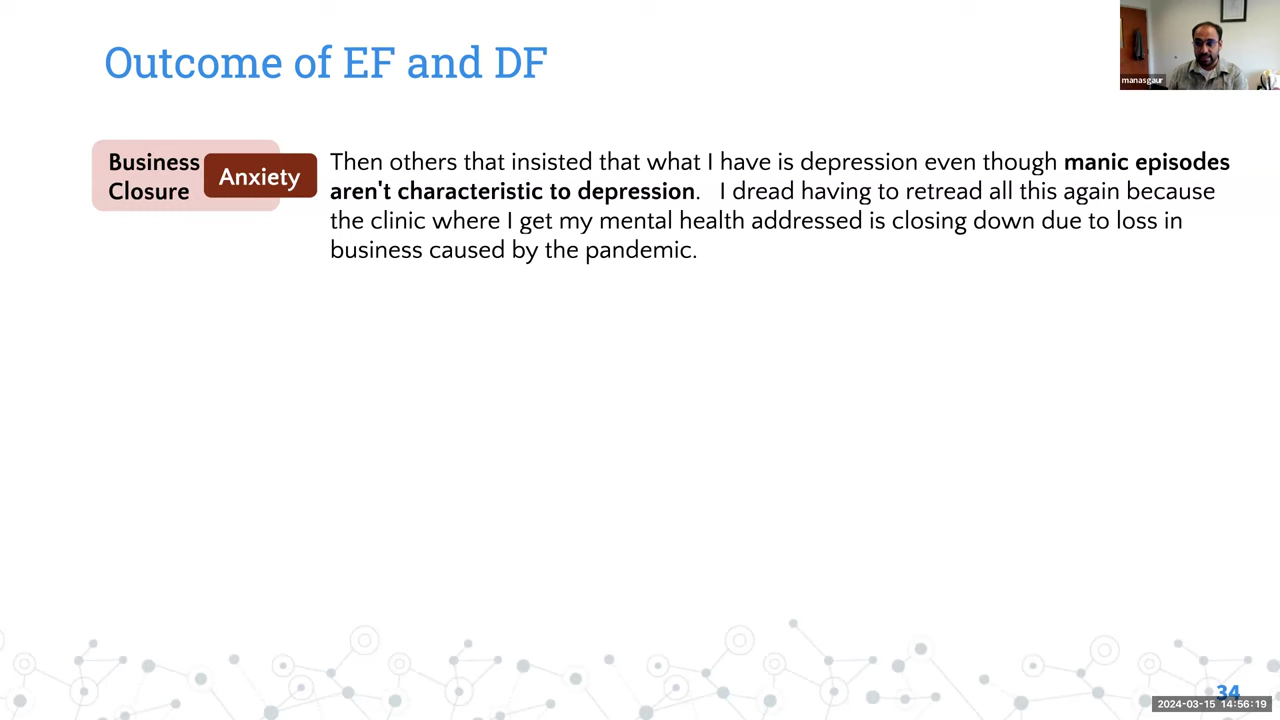 Outcome of EF and DF
manasgaur
Business
Closure
Anxiety
Then others that insisted that what I have is depression even though manic episodes
aren't characteristic to depression.   I dread having to retread all this again because
the clinic where I get my mental health addressed is closing down due to loss in
business caused by the pandemic.
34
2024-03-15 14:56:19